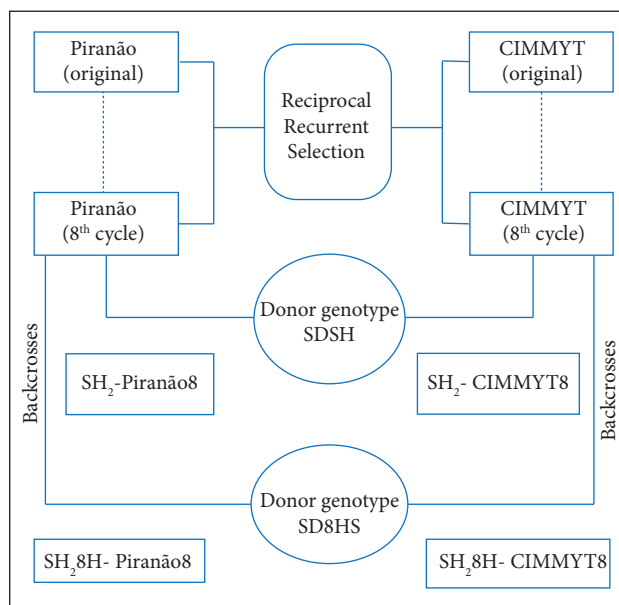 Piranão
(original)
CIMMYT
(original)
Reciprocal
Recurrent
Selection
Piranão
(8th cycle)
CIMMYT
(8th cycle)
Donor genotype
SDSH
Backcrosses
SH2-Piranão8
SH2- CIMMYT8
Backcrosses
Donor genotype
SD8HS
SH28H- Piranão8
SH28H- CIMMYT8